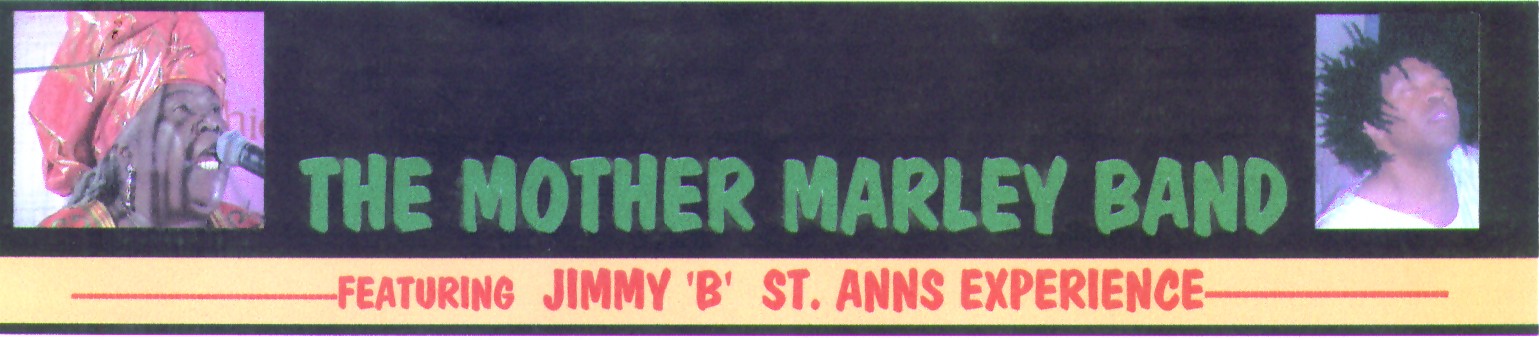 THE MOTHER MARLEY BAND
FEATURING JIMMY 'B' ST. ANNS EXPERIENCE